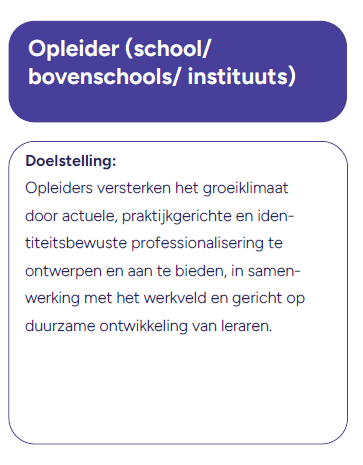 Opleider (school/
bovenschools/ instituuts)
Doelstelling:
Opleiders versterken het groeiklimaat
door actuele, praktijkgerichte en iden-
titeitsbewuste professionalisering te
ontwerpen en aan te bieden, in samen-
werking met het werkveld en gericht op
duurzame ontwikkeling van leraren.